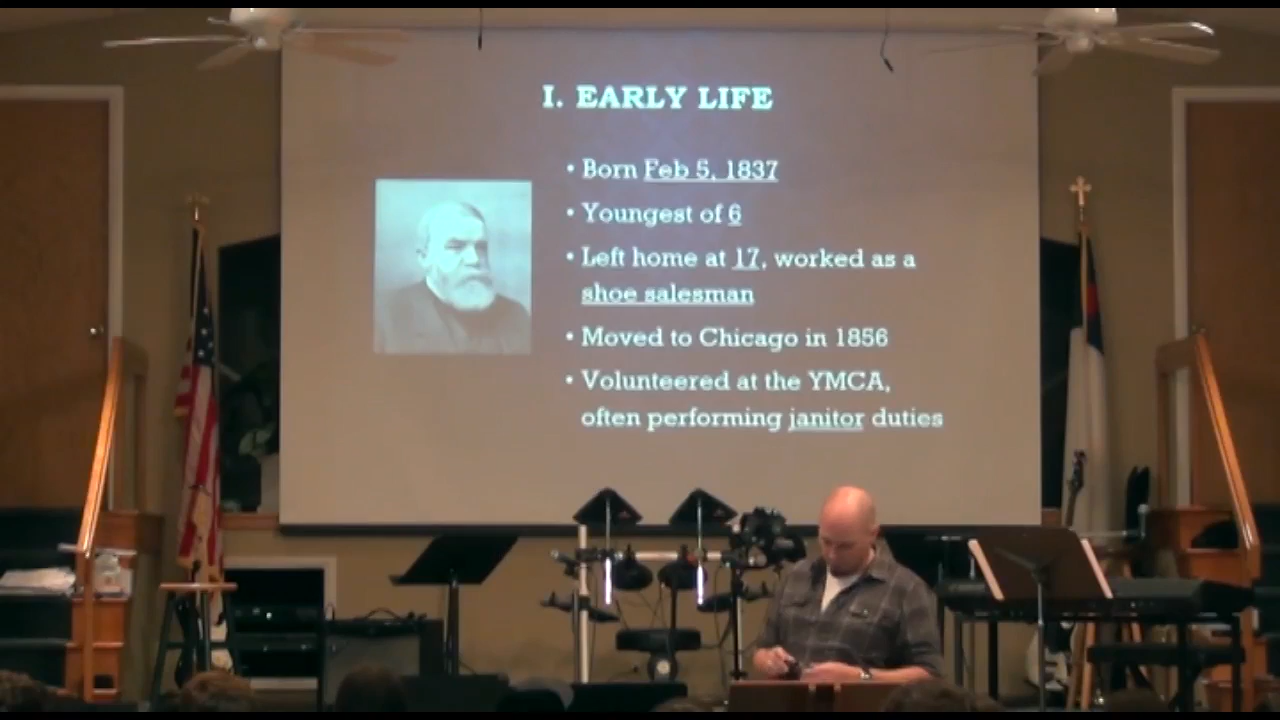 I. EARLY LIFE
• Born Feb 5, 1837
• Youngest of 6
• Left home at 17, worked as a
shoe salesman
• Moved to Chicago in 1856
• Volunteered at the YMCA,
often performing janitor duties